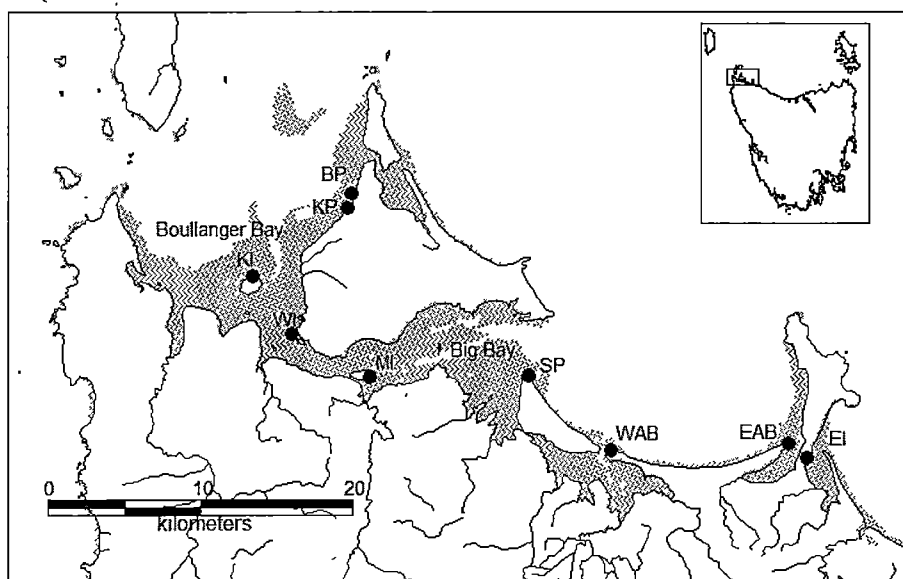 BP
KP
Boullanger Bay
KI
WI
MI
Big Bay
SP
WAB
EAB
EI
0 10 20
kilometers